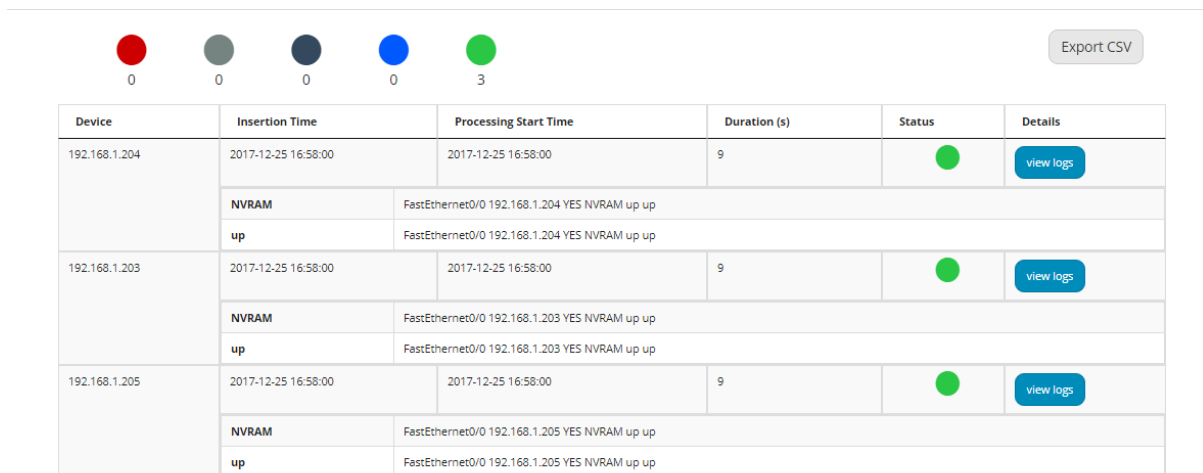 Export CSV
0 0 0 0 3
Device Insertion Time Processing Start Time Duration (s) Status Details
192.168.1.204 2017-12-25 16:58:00 2017-12-25 16:58:00 9 view logs
NVRAM FastEthernet0/0 192.168.1.204 YES NVRAM up up
up FastEthernet0/0 192.168.1.204 YES NVRAM up up
192.168.1.203 2017-12-25 16:58:00 2017-12-25 16:58:00 9 view logs
NVRAM FastEthernet0/0 192.168.1.203 YES NVRAM up up
up FastEthernet0/0 192.168.1.203 YES NVRAM up up
192.168.1.205 2017-12-25 16:58:00 2017-12-25 16:58:00 9 view logs
NVRAM FastEthernet0/0 192.168.1.205 YES NVRAM up up
up FastEthernet0/0 192.168.1.205 YES NVRAM up up